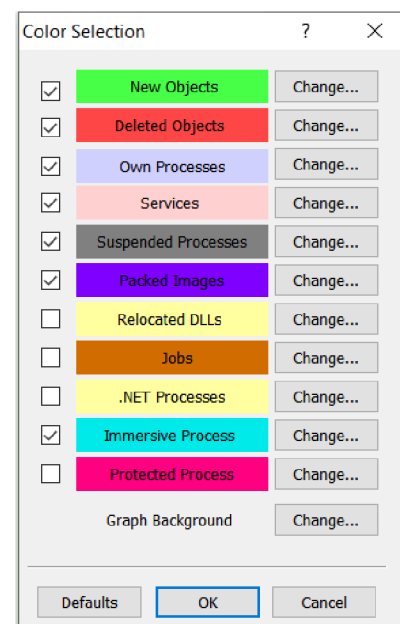 Color Selection ?
New Objects Change...
Deleted Objects Change...
Own Processes Change...
Services Change...
Suspended Processes Change...
Packed Images Change...
Relocated DLLs Change...
Jobs Change...
.NET Processes Change...
Immersive Process Change...
Protected Process Change...
Graph Background Change...
Defaults OK Cancel